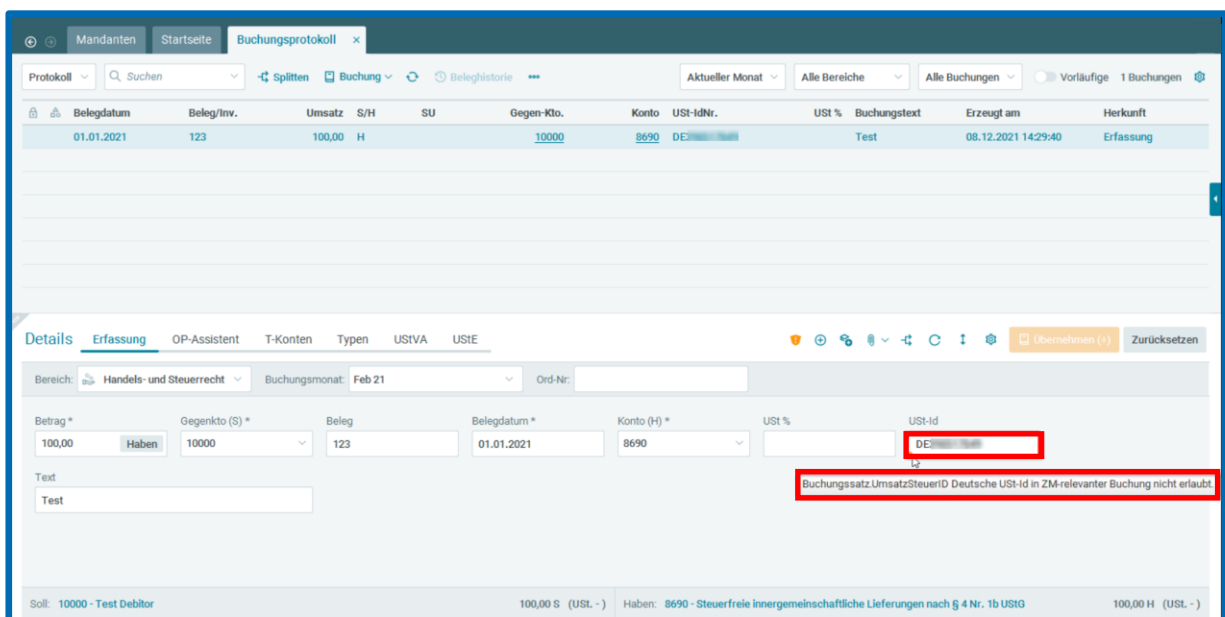 Mandanten Startseite Buchungsprotokoll ×
Protokoll Suchen Splitten Buchung Beleghistorie ••• Aktueller Monat Alle Bereiche Alle Buchungen Vorläufige 1 Buchungen
Belegdatum Beleg/Inv. Umsatz S/H SU Gegen-Kto. Konto USt-IdNr. USt % Buchungstext Erzeugt am Herkunft
01.01.2021 123 100,00 H 10000 8690 DE Test 08.12.2021 14:29:40 Erfassung
Details Erfassung OP-Assistent T-Konten Typen UStVA UStE Übernehmen (+) Zurücksetzen
Bereich: Handels- und Steuerrecht Buchungsmonat: Feb 21 Ord-Nr:
Betrag * Gegenkto (S) * Beleg Belegdatum * Konto (H) * USt % USt-Id
100,00 Haben 10000 123 01.01.2021 8690 DE
Text
Buchungssatz.UmsatzSteuerID Deutsche USt-Id in ZM-relevanter Buchung nicht erlaubt.
Test
Soll: 10000 - Test Debitor 100,00 S (USt. - ) Haben: 8690 - Steuerfreie innergemeinschaftliche Lieferungen nach § 4 Nr. 1b UStG 100,00 H (USt. - )